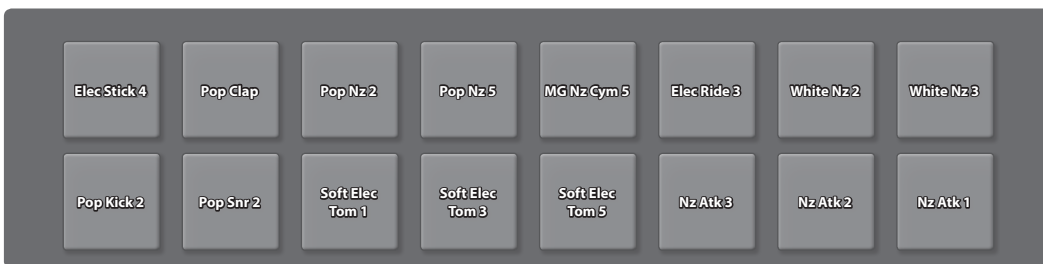 Elec Stick 4
Pop Clap
Pop Nz 2
Pop Nz 5
MG Nz Cym 5
Elec Ride 3
White Nz 2
White Nz 3
Pop Kick 2
Pop Snr 2
Soft Elec
Tom 1
Soft Elec
Tom 3
Soft Elec
Tom 5
Nz Atk 3
Nz Atk 2
Nz Atk 1